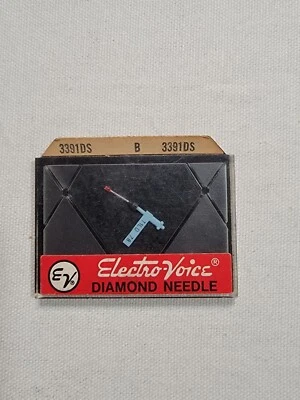 3391DS B 3391DS
EV
Electro-Voice®
DIAMOND NEEDLE